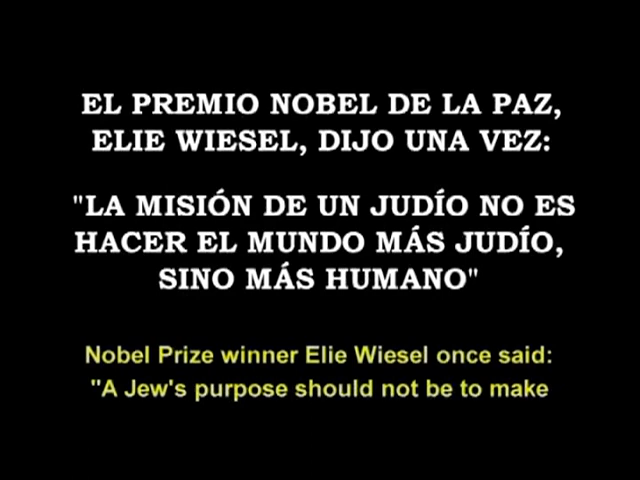 EL PREMIO NOBEL DE LA PAZ,
ELIE WIESEL, DIJO UNA VEZ:
"LA MISIÓN DE UN JUDÍO NO ES
HACER EL MUNDO MÁS JUDÍO,
SINO MÁS HUMANO"
Nobel Prize winner Elie Wiesel once said:
"A Jew's purpose should not be to make